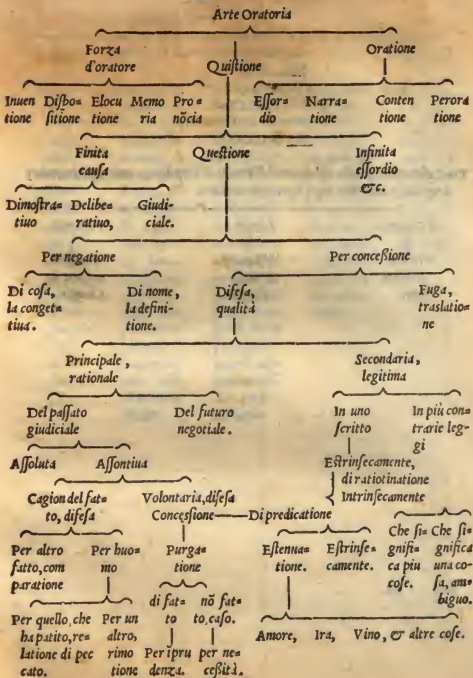 Arte Oratoria
Forza Quistione Oratione
d'oratore
Inuen Dispo= Elocu Memo Pro= Essor= Narra= Conten Perora
tione sitione tione ria nõcia dio tione tione tione
Finita Questione Infinita
causa essordio
&c.
Dimostra= Delibe= Giudi=
tiuo ratiuo, ciale.
Per negatione Per concessione
Di cosa, Di nome, Difesa, Fuga,
la conget= la defini= qualità traslatio=
tiua. tione. ne
Principale, Secondaria,
rationale legitima
Del passato Del futuro In uno In più con=
giudiciale negotiale. scritto trarie leg=
gi
Assoluta Assontiua Estrinsecamente,
di ratiotinatione
Cagion del fat= Volontaria, difesa Intrinsecamente
to, difesa Concessione Di predicatione
Che si= Che si=
Per altro Per huo= Purga= Estenua= Estrinse= gnifi= gnifica
fatto, com mo tione tione. camente. ca piu una co=
paratione cose. sa, am=
biguo.
di fat= nõ fat=
Per quello, che Per un to to, caso.
ha patito, re= altro, Amore, Ira, Vino, & altre cose.
latione di pec rimo Per ĩpru per ne=
cato. tione denza. cessità.